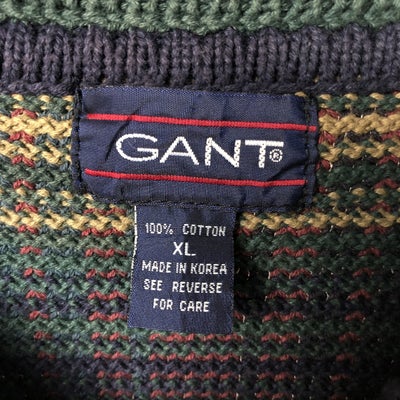 GANT®
100% COTTON
XL
MADE IN KOREA
SEE REVERSE
FOR CARE